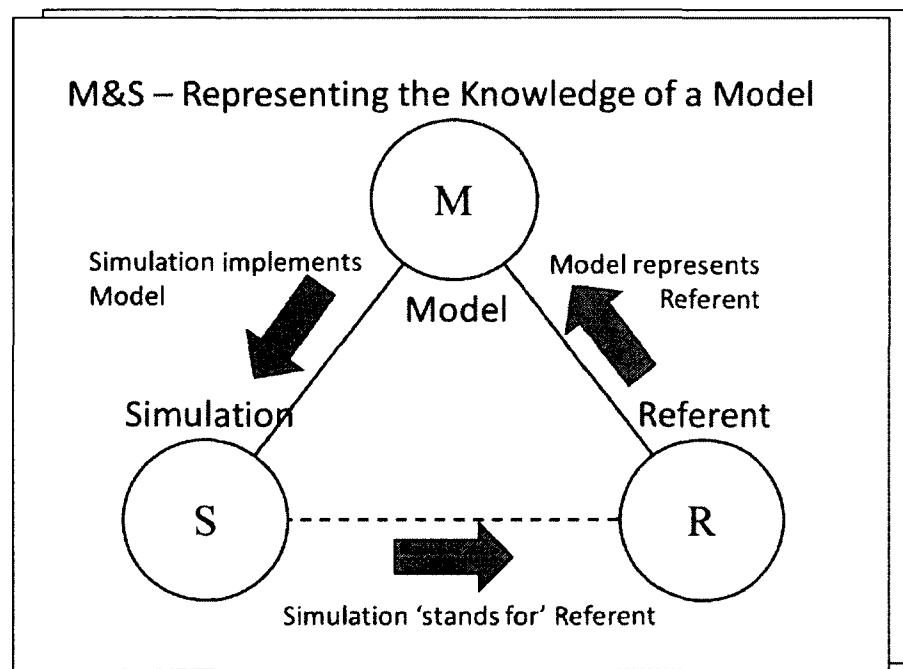 M&S – Representing the Knowledge of a Model
M
Simulation implements
Model
Model represents
Referent
Model
Simulation
Referent
S
R
Simulation ‘stands for’ Referent